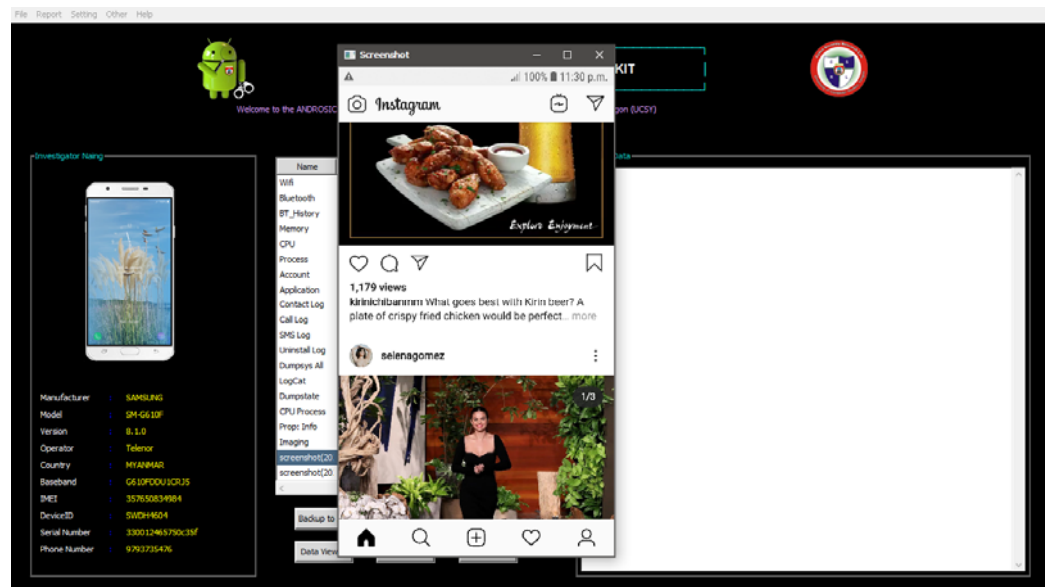 File Report Setting Other Help
KIT
Welcome to the ANDROSIC
gon (UCSY)
Investigator Naing
Manufacturer : SAMSUNG
Model : SM-G610F
Version : 8.1.0
Operator : Telenor
Country : MYANMAR
Baseband : G610FDDU1CRJ5
IMEI : 357650834984
DeviceID : SWDH4604
Serial Number : 330012465750c35f
Phone Number : 9793735476
Name
Wifi
Bluetooth
BT_History
Memory
CPU
Process
Account
Application
Contact Log
Call Log
SMS Log
Uninstall Log
Dumpsys All
LogCat
Dumpstate
CPU Process
Prop: Info
Imaging
screenshot(20
screenshot(20
Backup to
Data View
Screenshot
100% 11:30 p.m.
Instagram
Explore Enjoyment
1,179 views
kirinichibanmm What goes best with Kirin beer? A
plate of crispy fried chicken would be perfect... more
selenagomez
1/3
Data